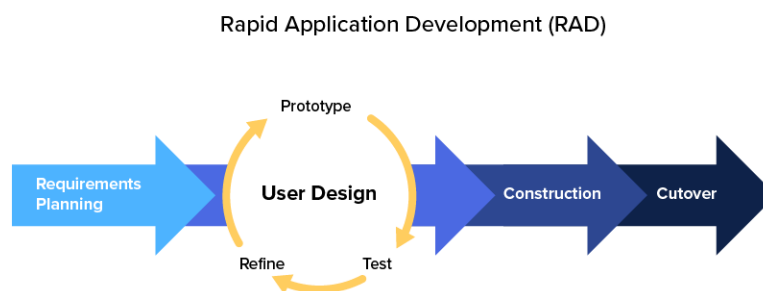 Rapid Application Development (RAD)
Prototype
Requirements
Planning
User Design
Construction
Cutover
Refine
Test